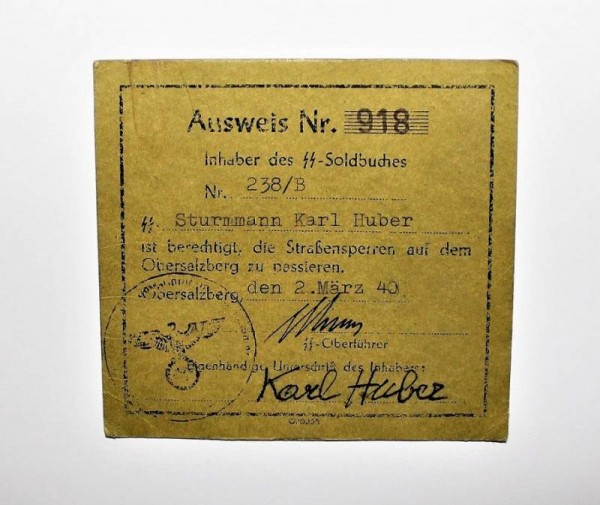 Ausweis Nr. 918
Inhaber des ᛋᛋ-Soldbuches
Nr. 238/B
ᛋᛋ. Sturmmann Karl Huber
ist berechtigt, die Straßensperren auf dem
Obersalzberg zu passieren.
Obersalzberg, den 2. März 40
ᛋᛋ-Oberführer
Eigenhändige Unterschrift des Inhabers:
Karl Huber